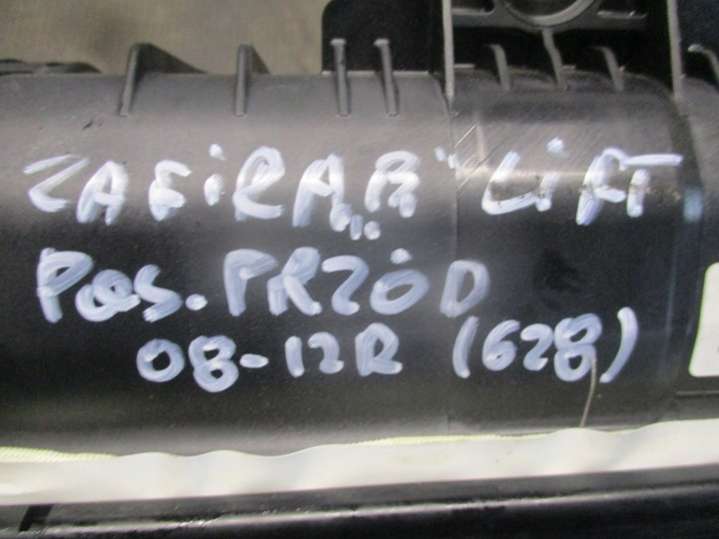 ZAFiRA „B" LiFT
Pas. PRZÓD
08-12R (628)